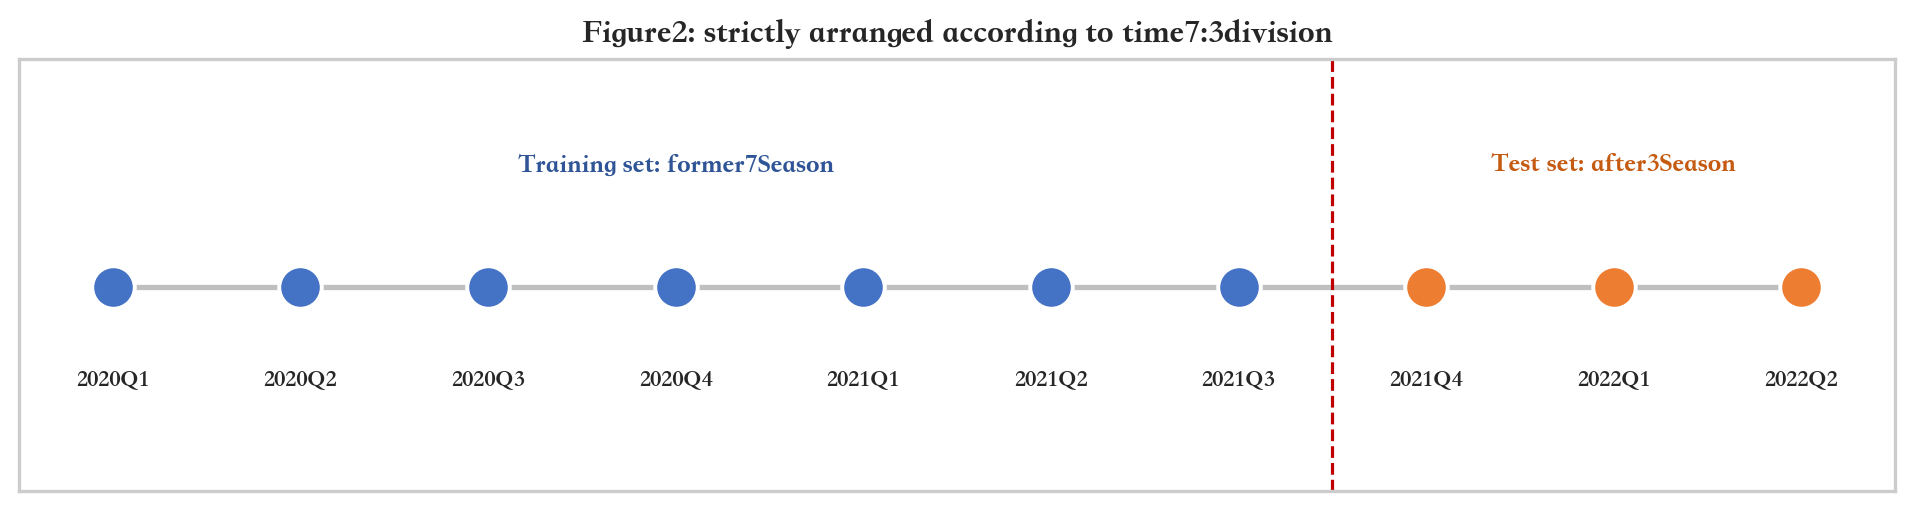 Figure2: strictly arranged according to time7:3division
Training set: former7Season
Test set: after3Season
2020Q1
2020Q2
2020Q3
2020Q4
2021Q1
2021Q2
2021Q3
2021Q4
2022Q1
2022Q2